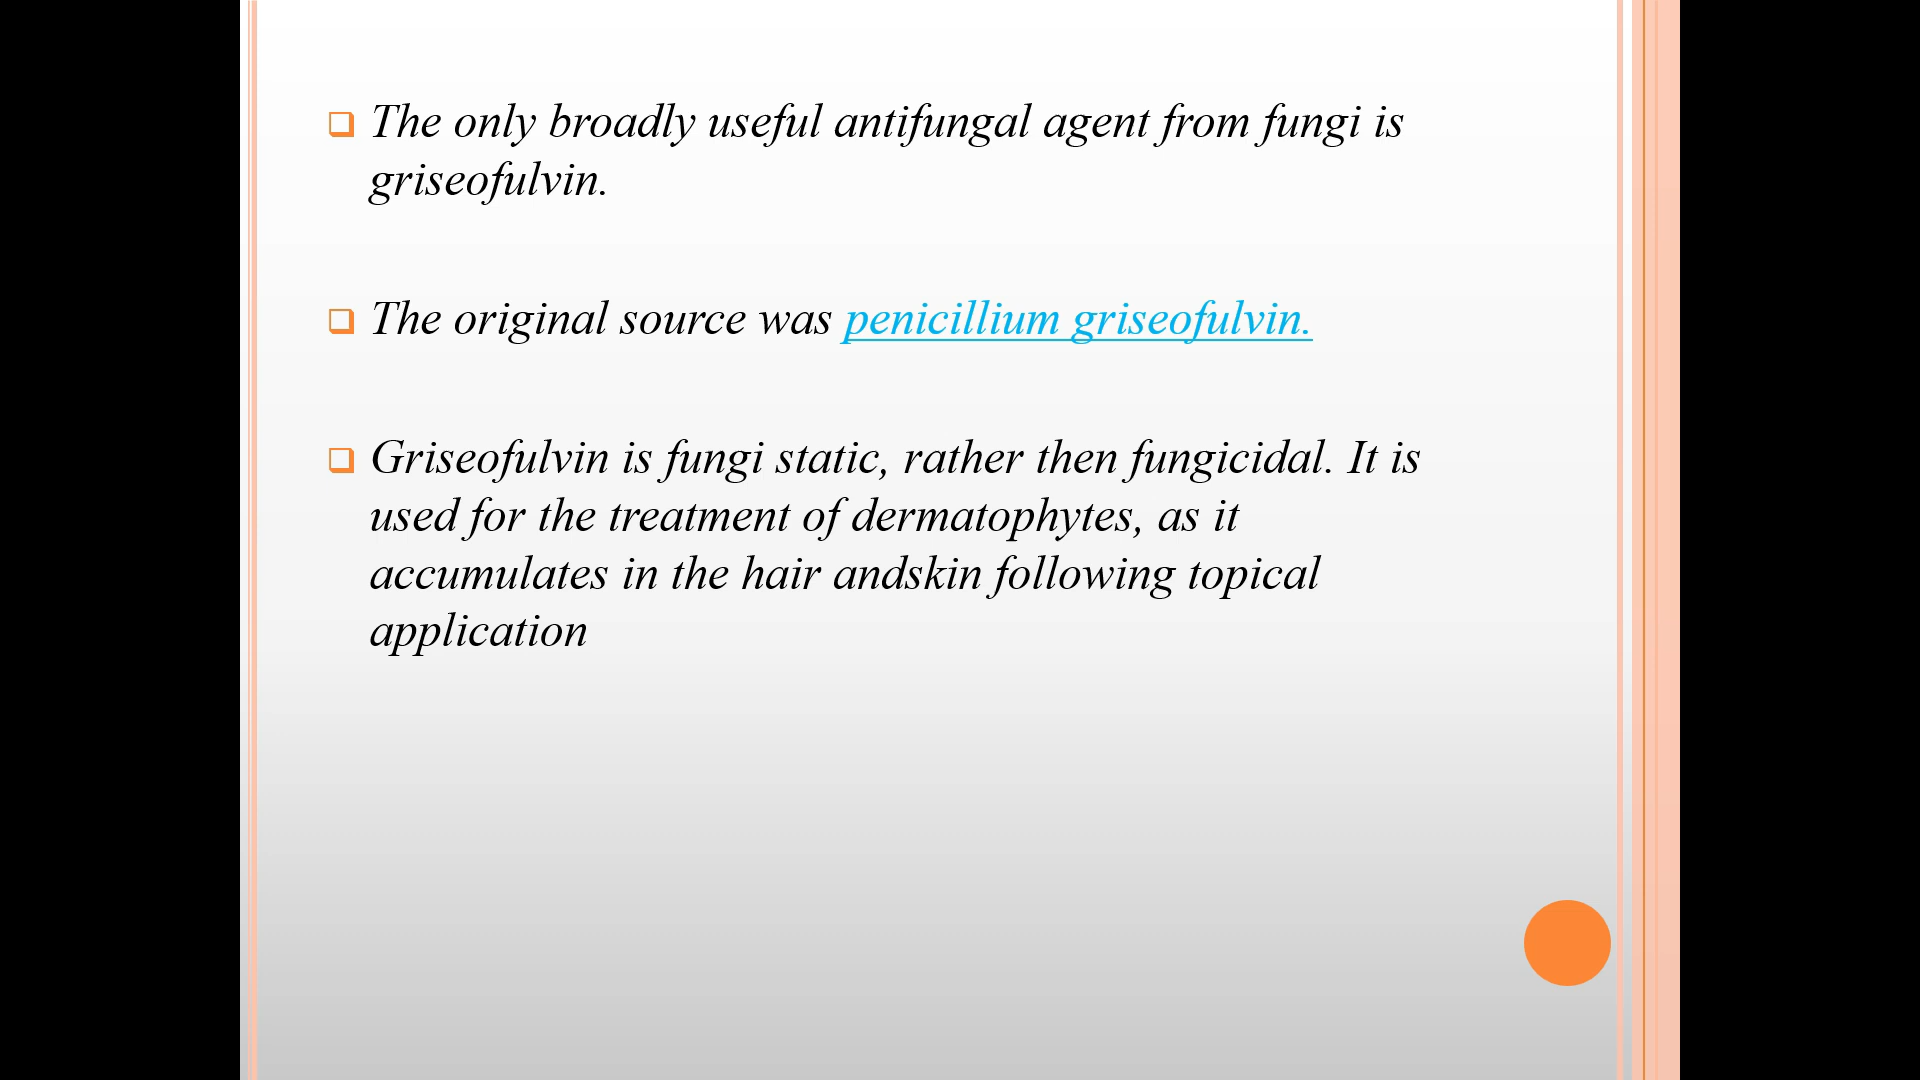 The only broadly useful antifungal agent from fungi is
griseofulvin.
The original source was penicillium griseofulvin.
Griseofulvin is fungi static, rather then fungicidal. It is
used for the treatment of dermatophytes, as it
accumulates in the hair andskin following topical
application